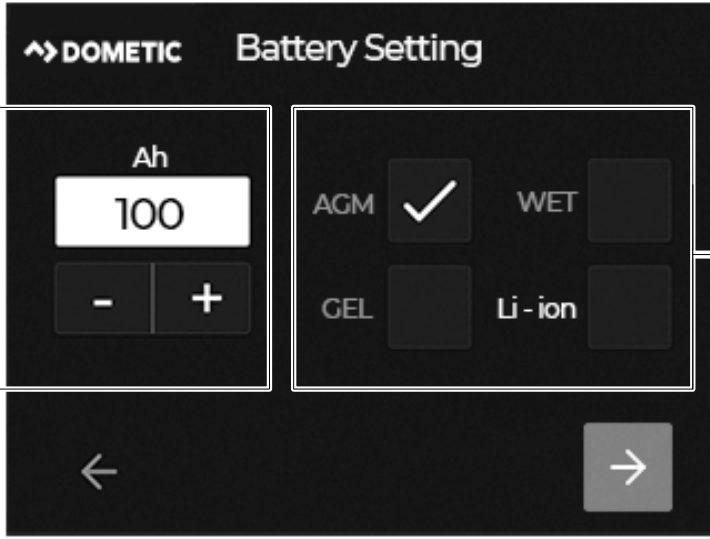 DOMETIC Battery Setting
Ah
100
- +
AGM WET
GEL Li - ion